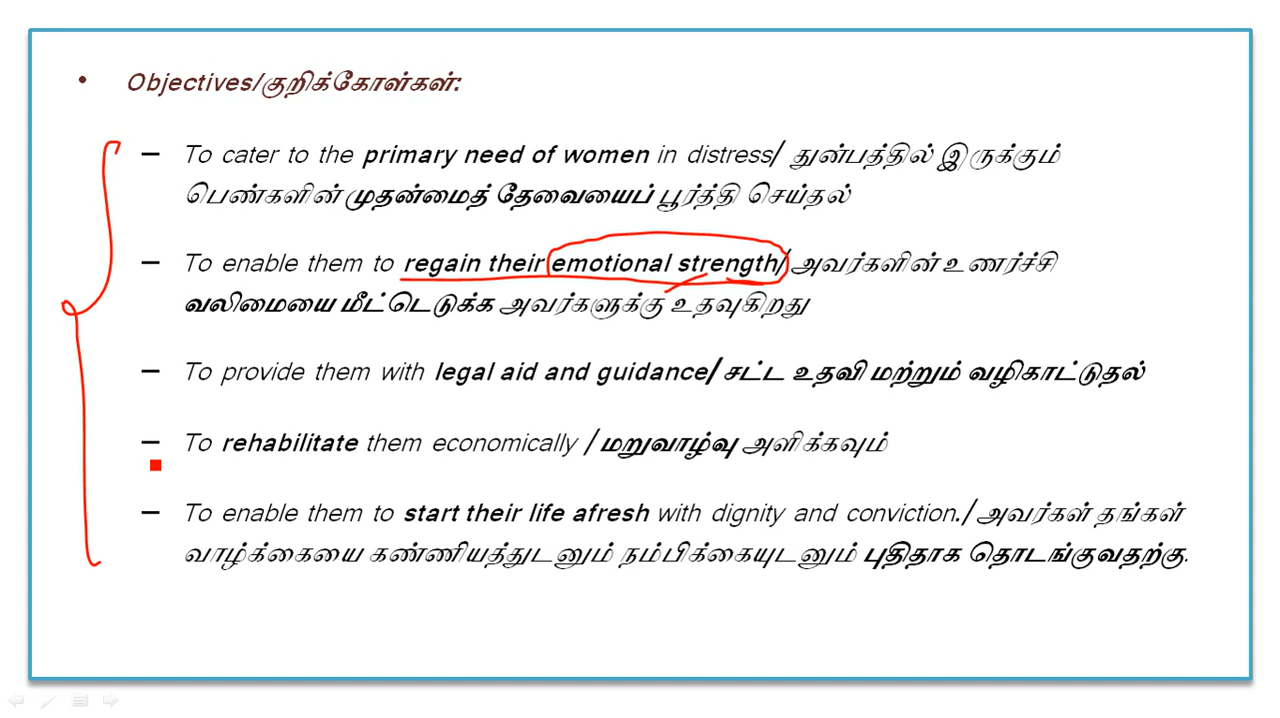 Objectives/குறிக்கோள்கள்:
To cater to the primary need of women in distress/ துன்பத்தில் இருக்கும்
பெண்களின் முதன்மைத் தேவையைப் பூர்த்தி செய்தல்
To enable them to regain their emotional strength/ அவர்களின் உணர்ச்சி
வலிமையை மீட்டெடுக்க அவர்களுக்கு உதவுகிறது
To provide them with legal aid and guidance/ சட்ட உதவி மற்றும் வழிகாட்டுதல்
To rehabilitate them economically / மறுவாழ்வு அளிக்கவும்
To enable them to start their life afresh with dignity and conviction./ அவர்கள் தங்கள்
வாழ்க்கையை கண்ணியத்துடனும் நம்பிக்கையுடனும் புதிதாக தொடங்குவதற்கு.